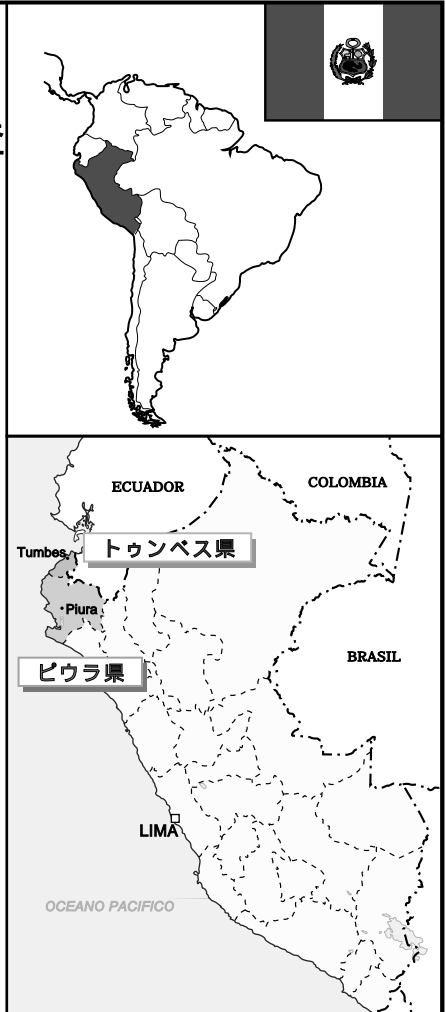 ECUADOR
COLOMBIA
Tumbes
トゥンベス県
Piura
BRASIL
ピウラ県
LIMA
OCEANO PACIFICO